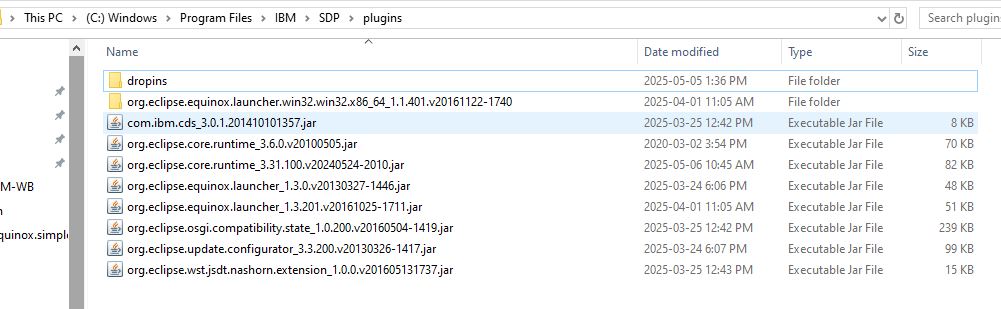 This PC > (C:) Windows > Program Files > IBM > SDP > plugins
Search plugins
Name Date modified Type Size
dropins 2025-05-05 1:36 PM File folder
org.eclipse.equinox.launcher.win32.win32.x86_64_1.1.401.v20161122-1740 2025-04-01 11:05 AM File folder
com.ibm.cds_3.0.1.201410101357.jar 2025-03-25 12:42 PM Executable Jar File 8 KB
org.eclipse.core.runtime_3.6.0.v20100505.jar 2020-03-02 3:54 PM Executable Jar File 70 KB
org.eclipse.core.runtime_3.31.100.v20240524-2010.jar 2025-05-06 10:45 AM Executable Jar File 82 KB
org.eclipse.equinox.launcher_1.3.0.v20130327-1446.jar 2025-03-24 6:06 PM Executable Jar File 48 KB
M-WB
org.eclipse.equinox.launcher_1.3.201.v20161025-1711.jar 2025-04-01 11:05 AM Executable Jar File 51 KB
n
org.eclipse.osgi.compatibility.state_1.0.200.v20160504-1419.jar 2025-03-25 12:42 PM Executable Jar File 239 KB
quinox.simple
org.eclipse.update.configurator_3.3.200.v20130326-1417.jar 2025-03-24 6:07 PM Executable Jar File 99 KB
org.eclipse.wst.jsdt.nashorn.extension_1.0.0.v201605131737.jar 2025-03-25 12:43 PM Executable Jar File 15 KB